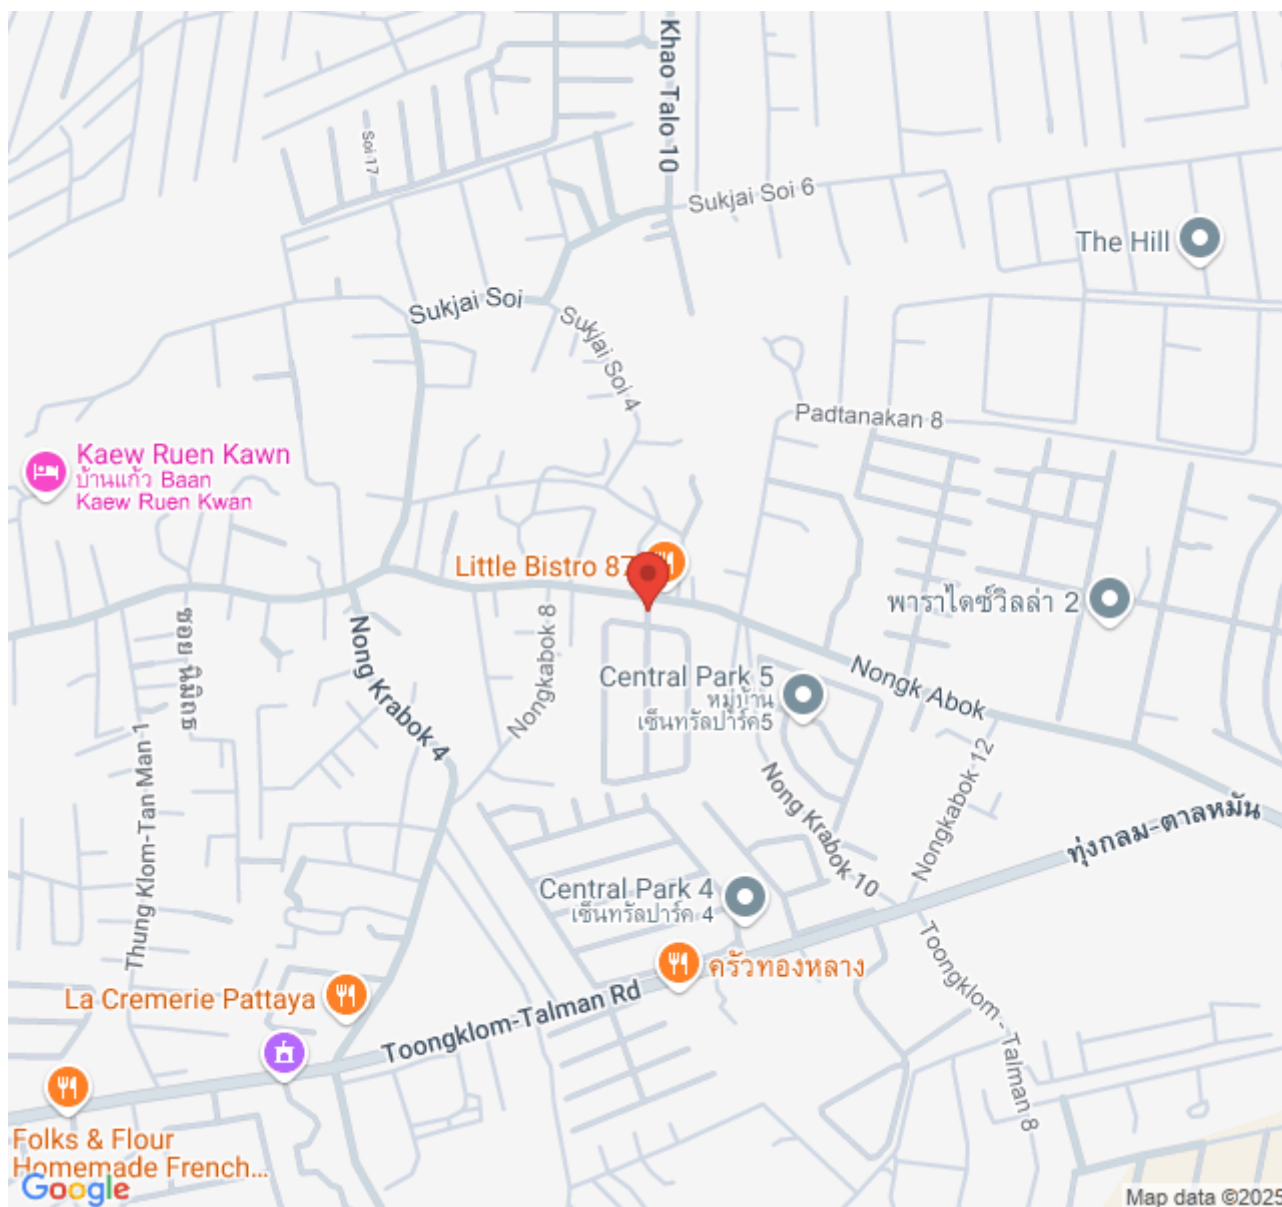 Khao Talo 10
Soi 17
Sukjai Soi 6
The Hill
Sukjai Soi
Sukjai Soi 4
Padtanakan 8
Kaew Ruen Kawn
บ้านแก้ว Baan
Kaew Ruen Kwan
Little Bistro 87
พาราไดซ์วิลล่า 2
ซอย นิมิตร
Nong Krabok 4
Nongkabok 8
Central Park 5
หมู่บ้าน
เซ็นทรัลปาร์ค5
Nongk Abok
Thung Klom-Tan Man 1
Nong Krabok 10
Nongkabok 12
ทุ่งกลม-ตาลหมัน
Central Park 4
เซ็นทรัลปาร์ค 4
ครัวทองหลาง
La Cremerie Pattaya
Toongklom-Talman Rd
Toongklom - Talman 8
Folks & Flour
Homemade French...
Google
Map data ©2025